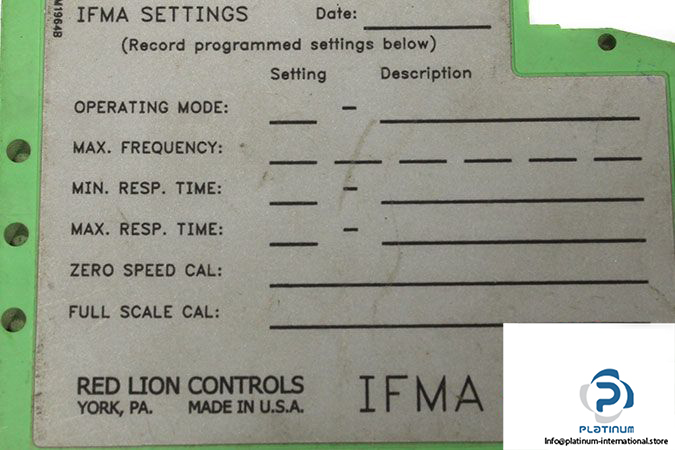 M1964B
IFMA SETTINGS Date:
(Record programmed settings below)
Setting Description
OPERATING MODE: -
MAX. FREQUENCY:
MIN. RESP. TIME: -
MAX. RESP. TIME: -
ZERO SPEED CAL:
FULL SCALE CAL:
RED LION CONTROLS
YORK, PA. MADE IN U.S.A.
IFMA
PLATINUM
Info@platinum-international.store